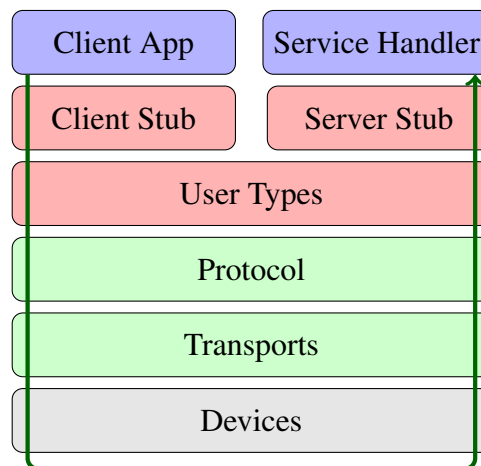 Client App Service Handler
Client Stub Server Stub
User Types
Protocol
Transports
Devices